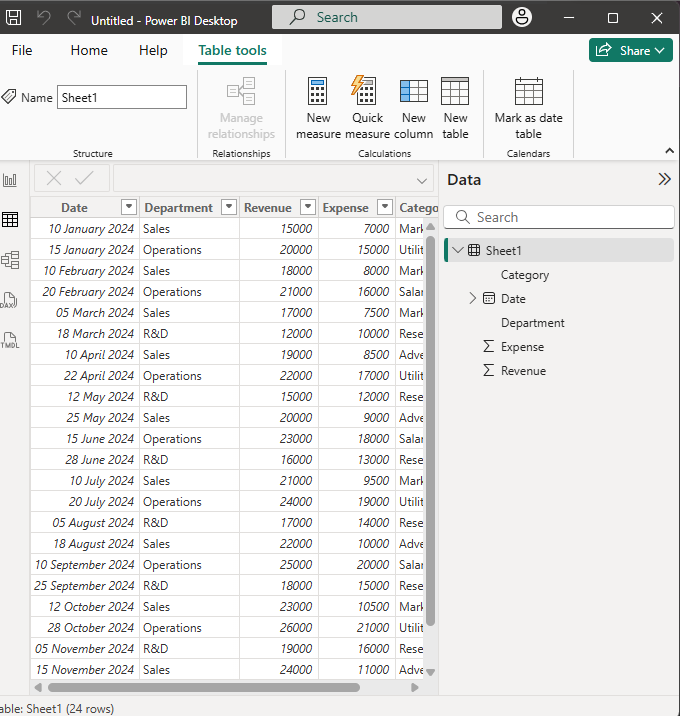 Untitled - Power BI Desktop
Search
File
Home
Help
Table tools
Share
Name
Sheet1
Manage relationships
New measure
Quick measure
New column
New table
Mark as date table
Structure
Relationships
Calculations
Calendars
DAX
TMDL
Date Department Revenue Expense Catego
10 January 2024 Sales 15000 7000 Mark
15 January 2024 Operations 20000 15000 Utilit
10 February 2024 Sales 18000 8000 Mark
20 February 2024 Operations 21000 16000 Salar
05 March 2024 Sales 17000 7500 Mark
18 March 2024 R&D 12000 10000 Rese
10 April 2024 Sales 19000 8500 Adve
22 April 2024 Operations 22000 17000 Utilit
12 May 2024 R&D 15000 12000 Rese
25 May 2024 Sales 20000 9000 Adve
15 June 2024 Operations 23000 18000 Salar
28 June 2024 R&D 16000 13000 Rese
10 July 2024 Sales 21000 9500 Mark
20 July 2024 Operations 24000 19000 Utilit
05 August 2024 R&D 17000 14000 Rese
18 August 2024 Sales 22000 10000 Adve
10 September 2024 Operations 25000 20000 Salar
25 September 2024 R&D 18000 15000 Rese
12 October 2024 Sales 23000 10500 Mark
28 October 2024 Operations 26000 21000 Utilit
05 November 2024 R&D 19000 16000 Rese
15 November 2024 Sales 24000 11000 Adve
Data
Search
Sheet1
Category
Date
Department
Expense
Revenue
able: Sheet1 (24 rows)